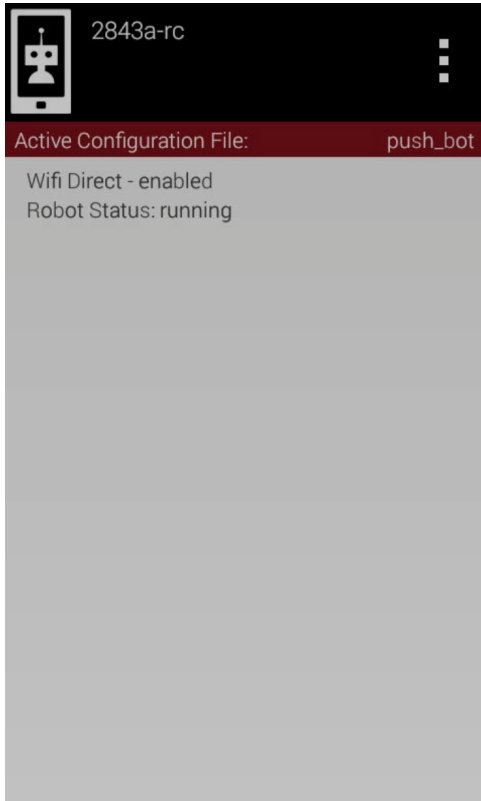 2843a-rc
Active Configuration File: push_bot
Wifi Direct - enabled
Robot Status: running